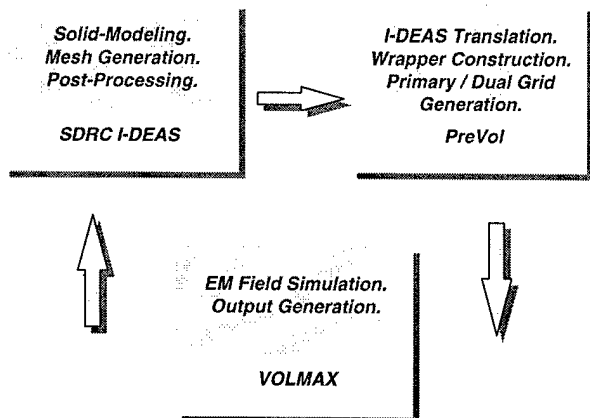 Solid-Modeling.
Mesh Generation.
Post-Processing.
SDRC I-DEAS
I-DEAS Translation.
Wrapper Construction.
Primary / Dual Grid
Generation.
PreVol
EM Field Simulation.
Output Generation.
VOLMAX